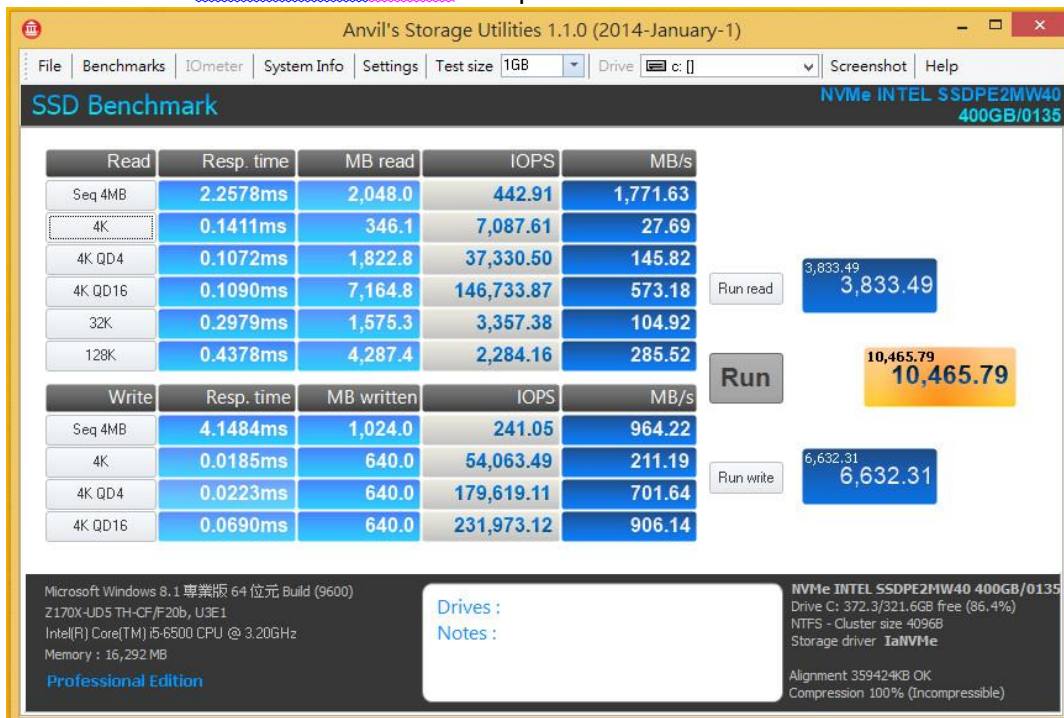 Anvil's Storage Utilities 1.1.0 (2014-January-1)
File Benchmarks IOmeter System Info Settings Test size 1GB Drive c: [] Screenshot Help
SSD Benchmark
NVMe INTEL SSDPE2MW40
400GB/0135
Read Resp. time MB read IOPS MB/s
Seq 4MB 2.2578ms 2,048.0 442.91 1,771.63
4K 0.1411ms 346.1 7,087.61 27.69
4K QD4 0.1072ms 1,822.8 37,330.50 145.82
4K QD16 0.1090ms 7,164.8 146,733.87 573.18
32K 0.2979ms 1,575.3 3,357.38 104.92
128K 0.4378ms 4,287.4 2,284.16 285.52
Run read
3,833.49
3,833.49
Run
10,465.79
10,465.79
Write Resp. time MB written IOPS MB/s
Seq 4MB 4.1484ms 1,024.0 241.05 964.22
4K 0.0185ms 640.0 54,063.49 211.19
4K QD4 0.0223ms 640.0 179,619.11 701.64
4K QD16 0.0690ms 640.0 231,973.12 906.14
Run write
6,632.31
6,632.31
Microsoft Windows 8.1 專業版 64 位元 Build (9600)
Z170X-UD5 TH-CF/F20b, U3E1
Intel(R) Core(TM) i5-6500 CPU @ 3.20GHz
Memory : 16,292 MB
Professional Edition
Drives :
Notes :
NVMe INTEL SSDPE2MW40 400GB/0135
Drive C: 372.3/321.6GB free (86.4%)
NTFS - Cluster size 4096B
Storage driver IaNVMe
Alignment 359424KB OK
Compression 100% (Incompressible)